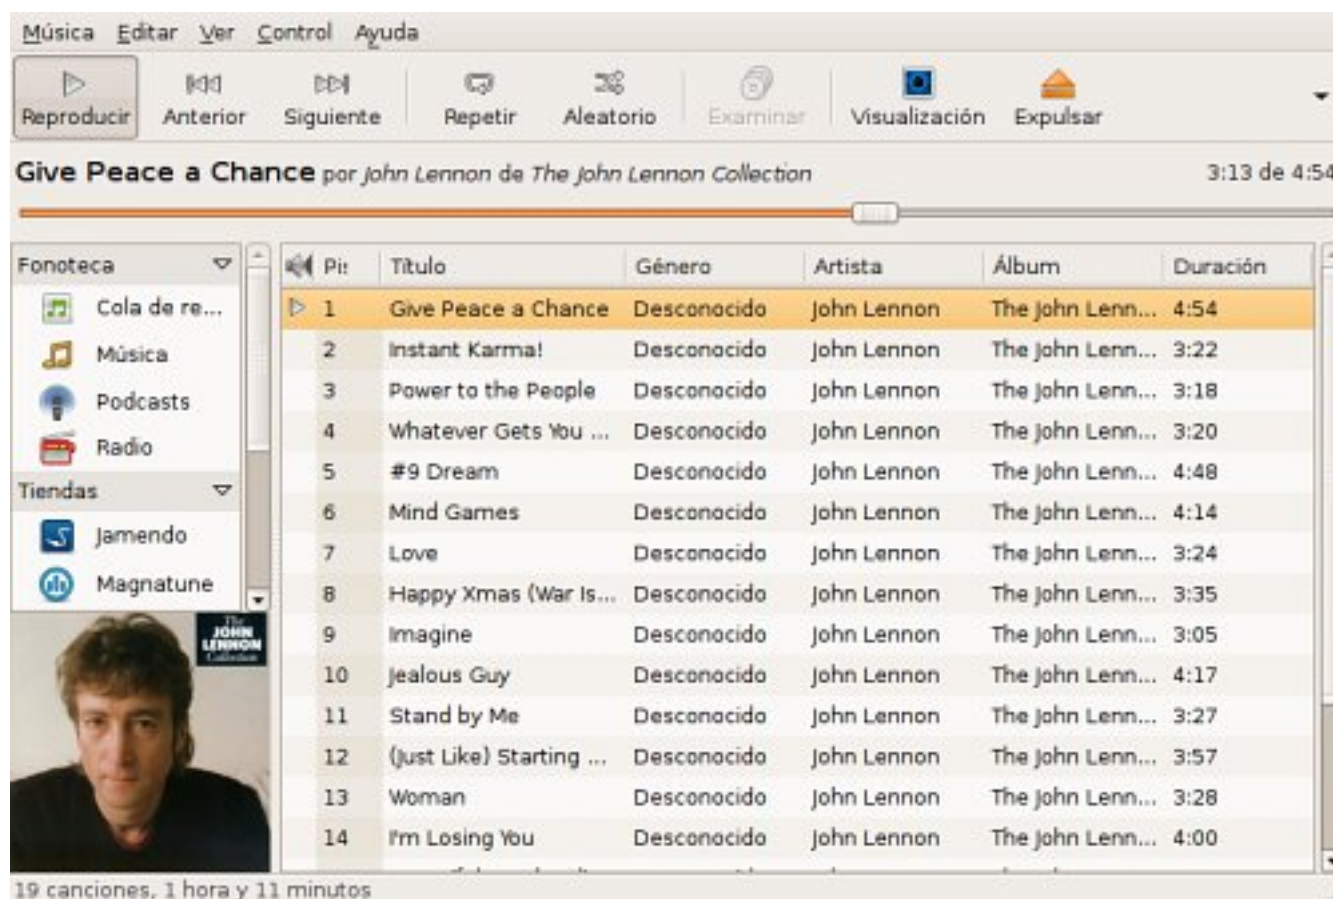 Música Editar Ver Control Ayuda
Reproducir Anterior Siguiente Repetir Aleatorio Examinar Visualización Expulsar
Give Peace a Chance por John Lennon de The John Lennon Collection 3:13 de 4:54
Fonoteca
Cola de re...
Música
Podcasts
Radio
Tiendas
Jamendo
Magnatune
The
JOHN
LENNON
Collection
Pi: Título Género Artista Álbum Duración
1 Give Peace a Chance Desconocido John Lennon The John Lenn... 4:54
2 Instant Karma! Desconocido John Lennon The John Lenn... 3:22
3 Power to the People Desconocido John Lennon The John Lenn... 3:18
4 Whatever Gets You ... Desconocido John Lennon The John Lenn... 3:20
5 #9 Dream Desconocido John Lennon The John Lenn... 4:48
6 Mind Games Desconocido John Lennon The John Lenn... 4:14
7 Love Desconocido John Lennon The John Lenn... 3:24
8 Happy Xmas (War Is... Desconocido John Lennon The John Lenn... 3:35
9 Imagine Desconocido John Lennon The John Lenn... 3:05
10 Jealous Guy Desconocido John Lennon The John Lenn... 4:17
11 Stand by Me Desconocido John Lennon The John Lenn... 3:27
12 (Just Like) Starting ... Desconocido John Lennon The John Lenn... 3:57
13 Woman Desconocido John Lennon The John Lenn... 3:28
14 I'm Losing You Desconocido John Lennon The John Lenn... 4:00
19 canciones, 1 hora y 11 minutos